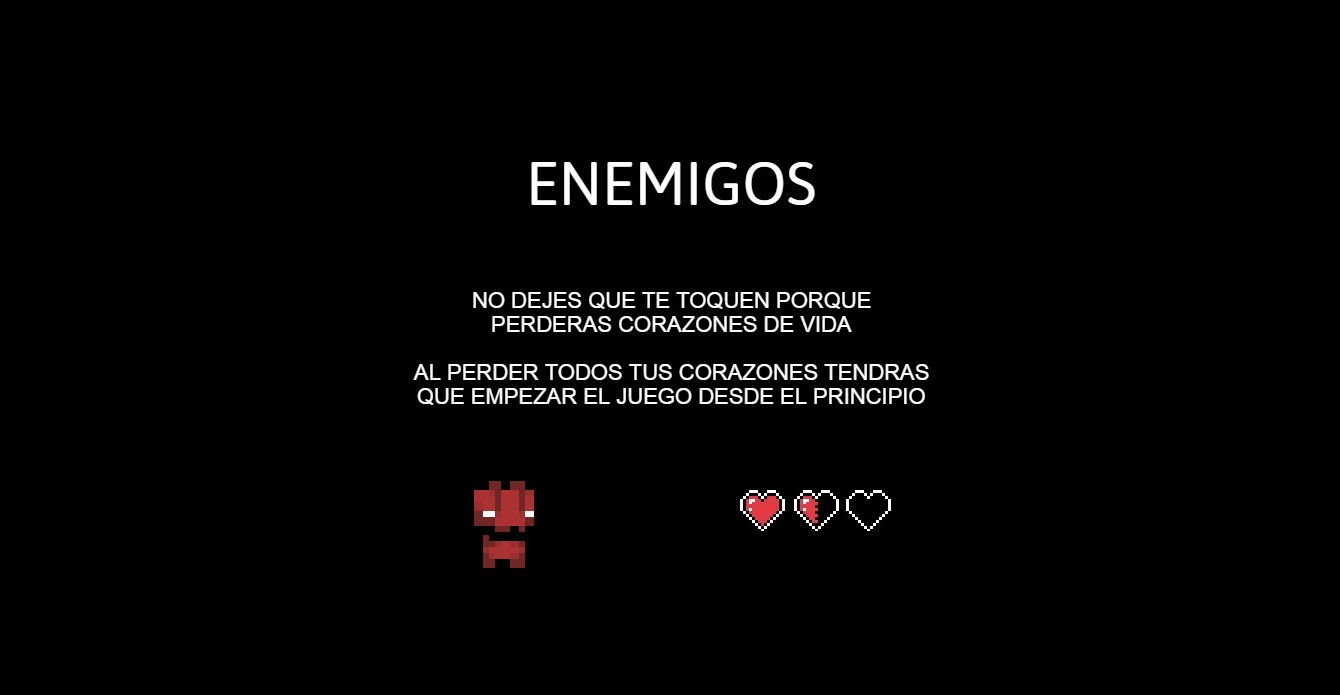 ENEMIGOS
NO DEJES QUE TE TOQUEN PORQUE
PERDERAS CORAZONES DE VIDA
AL PERDER TODOS TUS CORAZONES TENDRAS
QUE EMPEZAR EL JUEGO DESDE EL PRINCIPIO